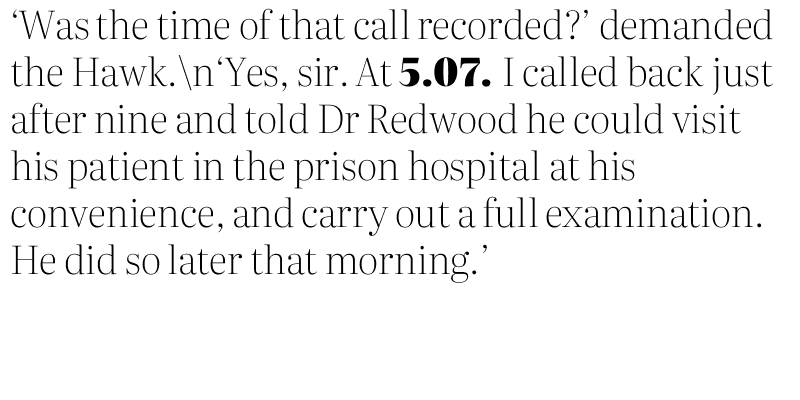 ‘Was the time of that call recorded?’ demanded
the Hawk.\n‘Yes, sir. At 5.07. I called back just
after nine and told Dr Redwood he could visit
his patient in the prison hospital at his
convenience, and carry out a full examination.
He did so later that morning.’